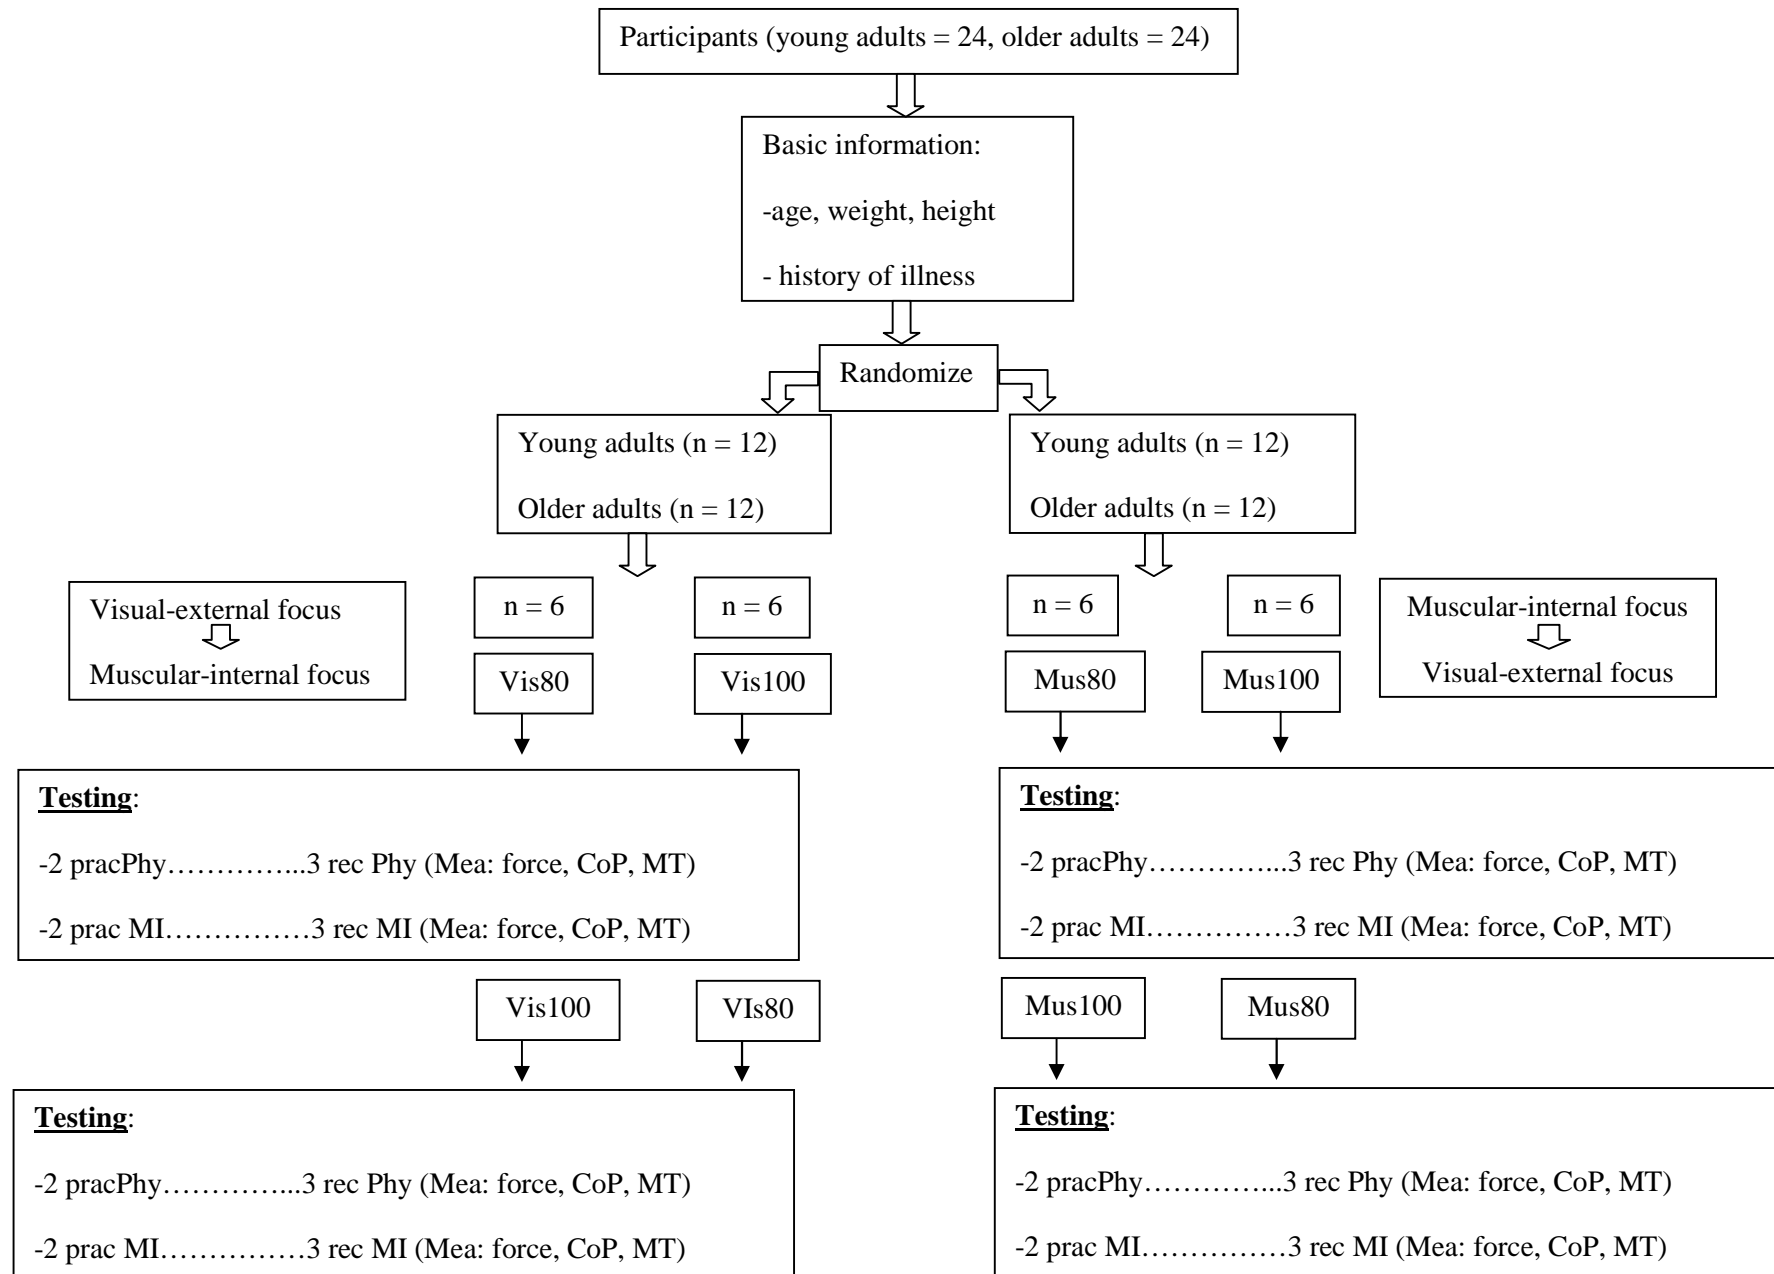 Participants (young adults = 24, older adults = 24)
Basic information:
-age, weight, height
- history of illness
Randomize
Young adults (n = 12)
Older adults (n = 12)
Young adults (n = 12)
Older adults (n = 12)
Visual-external focus
Muscular-internal focus
n = 6
n = 6
n = 6
n = 6
Muscular-internal focus
Visual-external focus
Vis80
Vis100
Mus80
Mus100
Testing:
-2 pracPhy…………...3 rec Phy (Mea: force, CoP, MT)
-2 prac MI……………3 rec MI (Mea: force, CoP, MT)
Testing:
-2 pracPhy…………...3 rec Phy (Mea: force, CoP, MT)
-2 prac MI……………3 rec MI (Mea: force, CoP, MT)
Vis100
VIs80
Mus100
Mus80
Testing:
-2 pracPhy…………...3 rec Phy (Mea: force, CoP, MT)
-2 prac MI……………3 rec MI (Mea: force, CoP, MT)
Testing:
-2 pracPhy…………...3 rec Phy (Mea: force, CoP, MT)
-2 prac MI……………3 rec MI (Mea: force, CoP, MT)